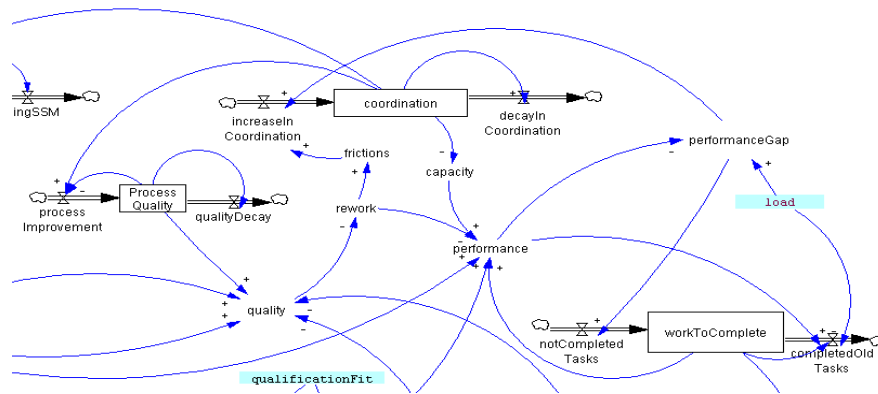 ingSSM
increaseIn
Coordination
coordination
decayIn
Coordination
frictions
capacity
performanceGap
process
Improvement
Process
Quality
qualityDecay
rework
load
performance
quality
notCompleted
Tasks
workToComplete
completedOld
Tasks
qualificationFit